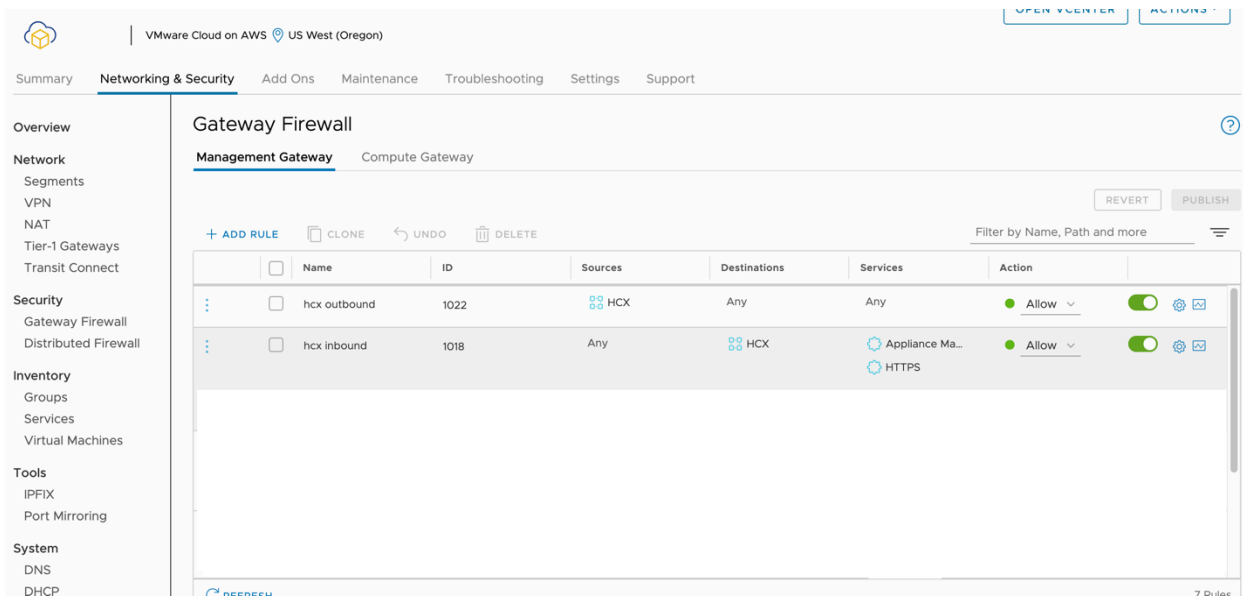 OPEN VCENTER ACTIONS
VMware Cloud on AWS US West (Oregon)
Summary Networking & Security Add Ons Maintenance Troubleshooting Settings Support
Overview
Network
Segments
VPN
NAT
Tier-1 Gateways
Transit Connect
Security
Gateway Firewall
Distributed Firewall
Inventory
Groups
Services
Virtual Machines
Tools
IPFIX
Port Mirroring
System
DNS
DHCP
Gateway Firewall
?
Management Gateway Compute Gateway
REVERT PUBLISH
+ ADD RULE CLONE UNDO DELETE Filter by Name, Path and more
Name ID Sources Destinations Services Action
hcx outbound 1022 HCX Any Any Allow
hcx inbound 1018 Any HCX Appliance Ma... Allow
HTTPS
REFRESH 7 Rules